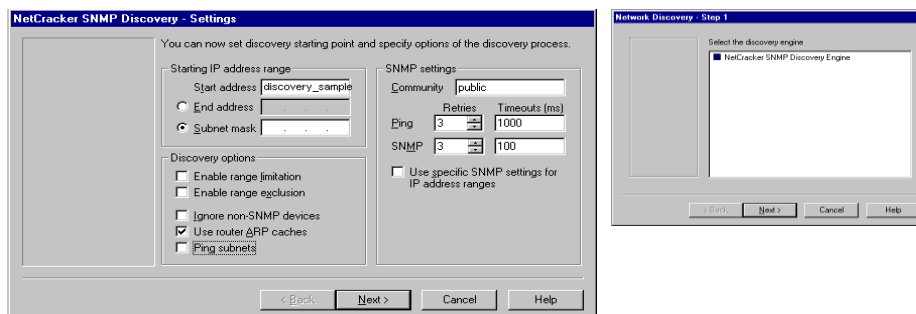 NetCracker SNMP Discovery - Settings
You can now set discovery starting point and specify options of the discovery process.
Starting IP address range
Start address discovery_sample
End address . . .
Subnet mask . . .
Discovery options
Enable range limitation
Enable range exclusion
Ignore non-SNMP devices
Use router ARP caches
Ping subnets
SNMP settings
Community public
Retries Timeouts (ms)
Ping 3 1000
SNMP 3 100
Use specific SNMP settings for
IP address ranges
< Back Next > Cancel Help
Network Discovery - Step 1
Select the discovery engine
NetCracker SNMP Discovery Engine
< Back Next > Cancel Help